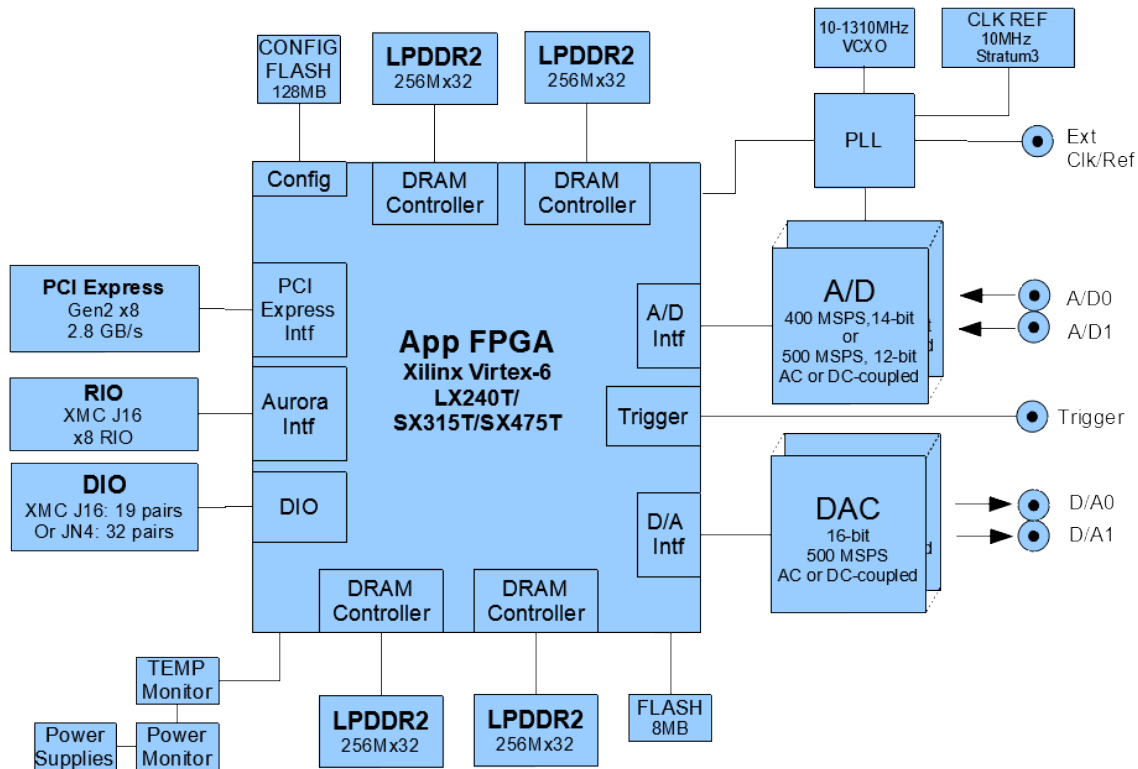 CONFIG
FLASH
128MB
LPDDR2
256Mx32
LPDDR2
256Mx32
10-1310MHz
VCXO
CLK REF
10MHz
Stratum3
PLL
Ext
Clk/Ref
Config
DRAM
Controller
DRAM
Controller
PCI Express
Gen2 x8
2.8 GB/s
PCI
Express
Intf
A/D
Intf
A/D
400 MSPS,14-bit
or
500 MSPS, 12-bit
AC or DC-coupled
A/D0
A/D1
App FPGA
Xilinx Virtex-6
LX240T/
SX315T/SX475T
RIO
XMC J16
x8 RIO
Aurora
Intf
Trigger
Trigger
DIO
XMC J16: 19 pairs
Or JN4: 32 pairs
DIO
D/A
Intf
DAC
16-bit
500 MSPS
AC or DC-coupled
D/A0
D/A1
DRAM
Controller
DRAM
Controller
TEMP
Monitor
Power
Supplies
Power
Monitor
LPDDR2
256Mx32
LPDDR2
256Mx32
FLASH
8MB